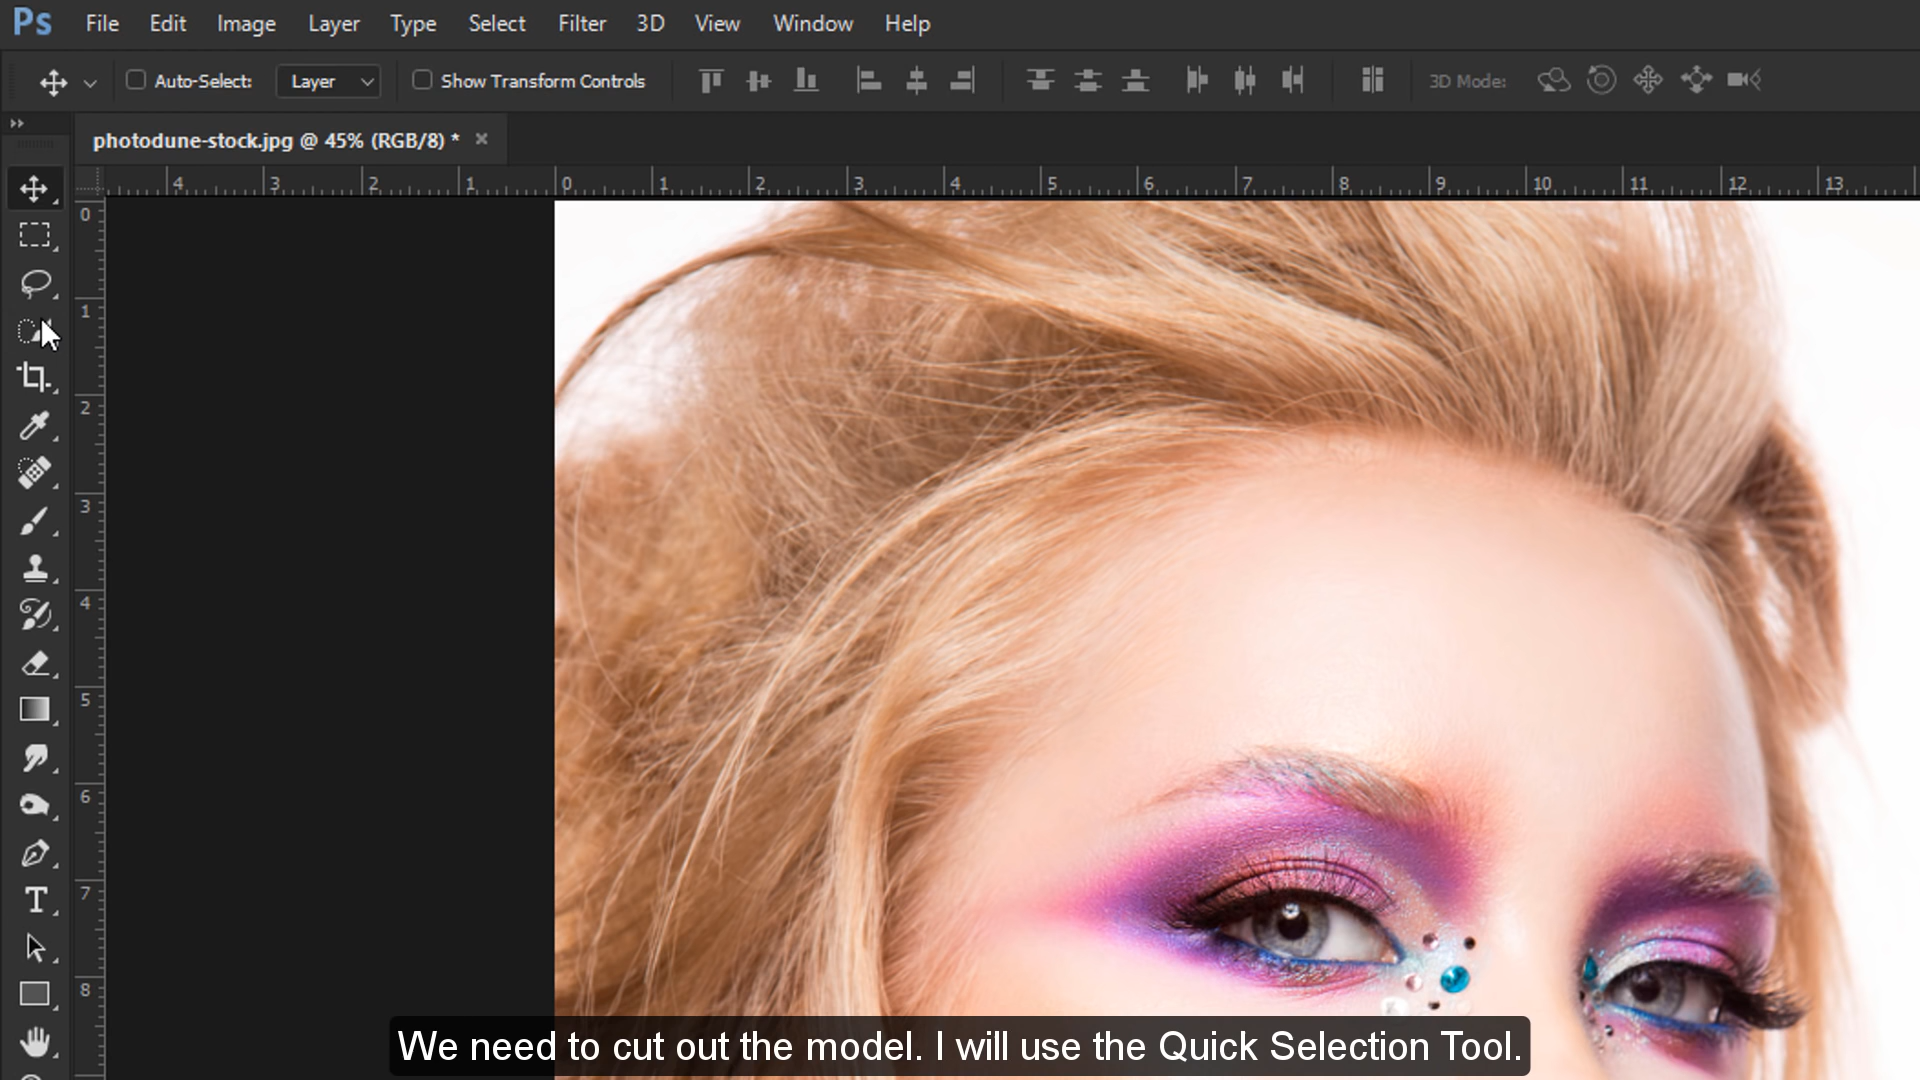 Ps File Edit Image Layer Type Select Filter 3D View Window Help
Auto-Select: Layer Show Transform Controls 3D Mode:
photodune-stock.jpg @ 45% (RGB/8) *
4 3 2 1 0 1 2 3 4 5 6 7 8 9 10 11 12 13
0
1
2
3
4
5
6
7
8
We need to cut out the model. I will use the Quick Selection Tool.